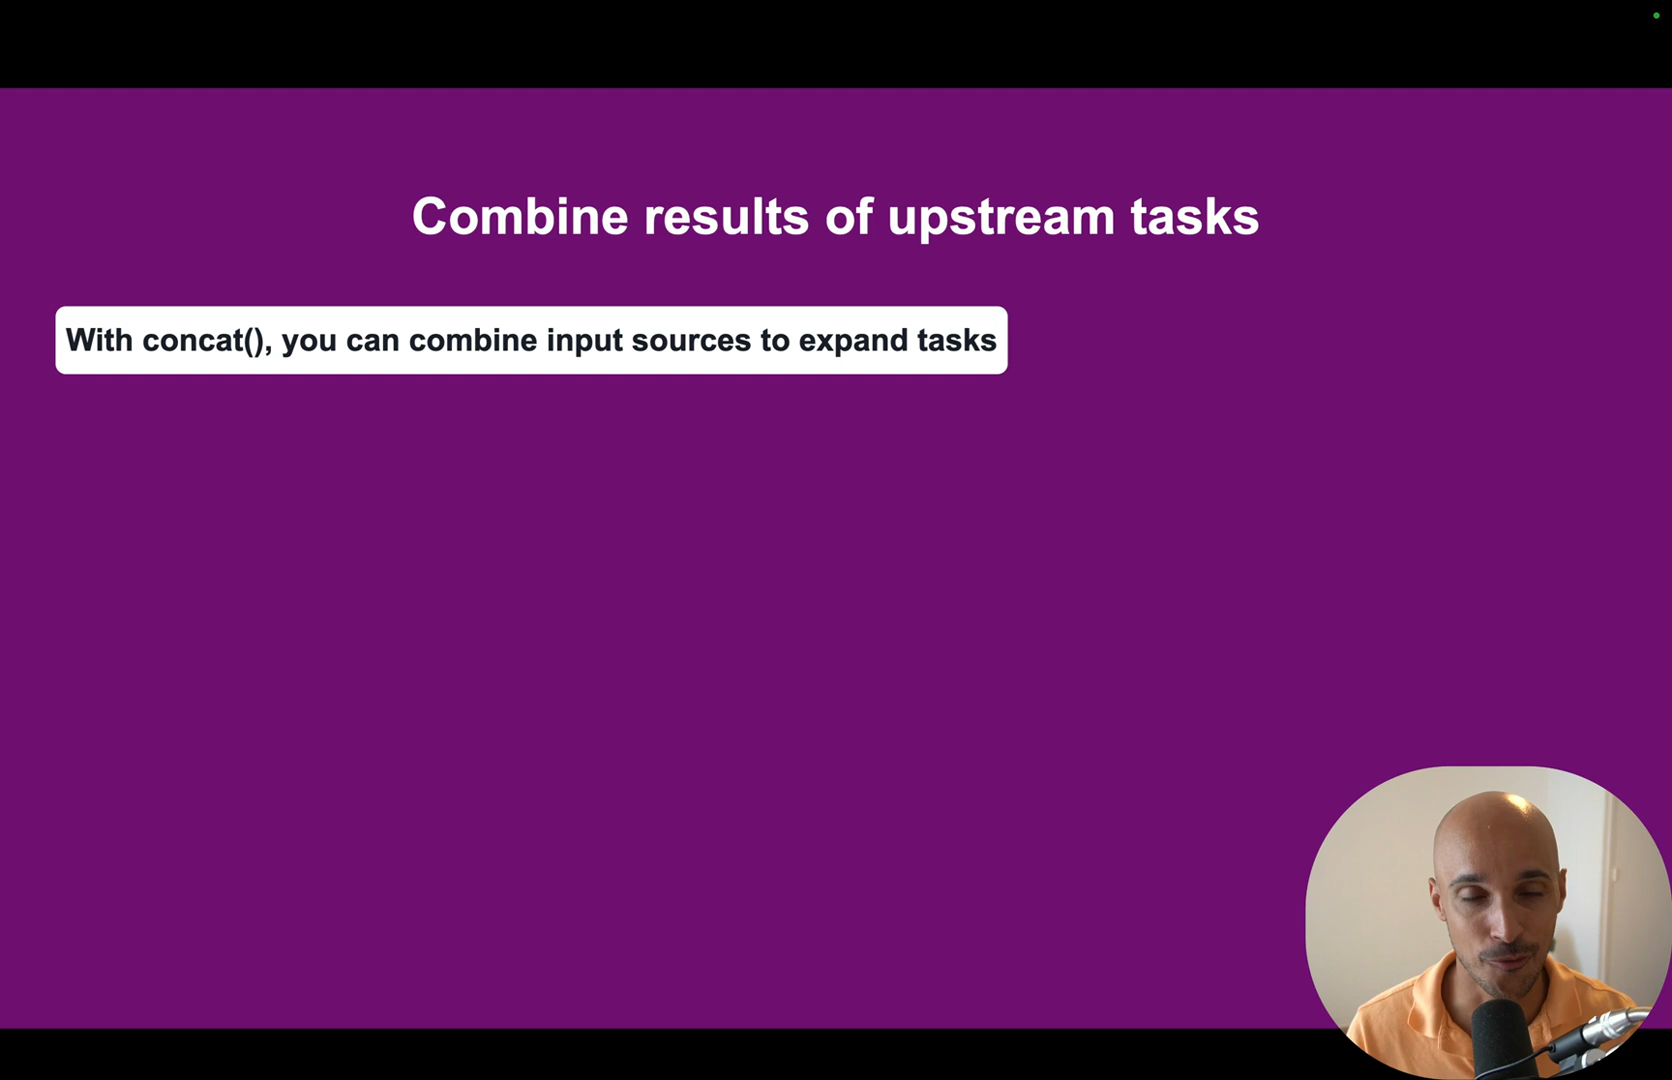 Combine results of upstream tasks
With concat(), you can combine input sources to expand tasks